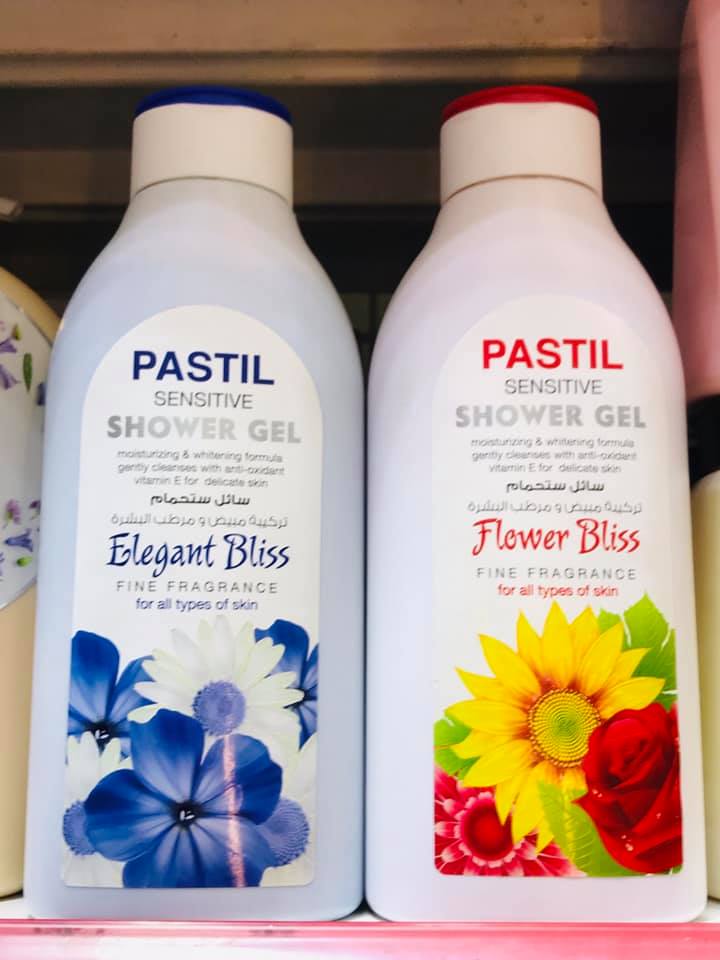 PASTIL
SENSITIVE
SHOWER GEL
moisturizing & whitening formula
gently cleanses with anti-oxidant
vitamin E for delicate skin
سائل ستحمام
تركيبة مبيض و مرطب البشرة
Elegant Bliss
FINE FRAGRANCE
for all types of skin
PASTIL
SENSITIVE
SHOWER GEL
moisturizing & whitening formula
gently cleanses with anti-oxidant
vitamin E for delicate skin
سائل ستحمام
تركيبة مبيض و مرطب البشرة
Flower Bliss
FINE FRAGRANCE
for all types of skin